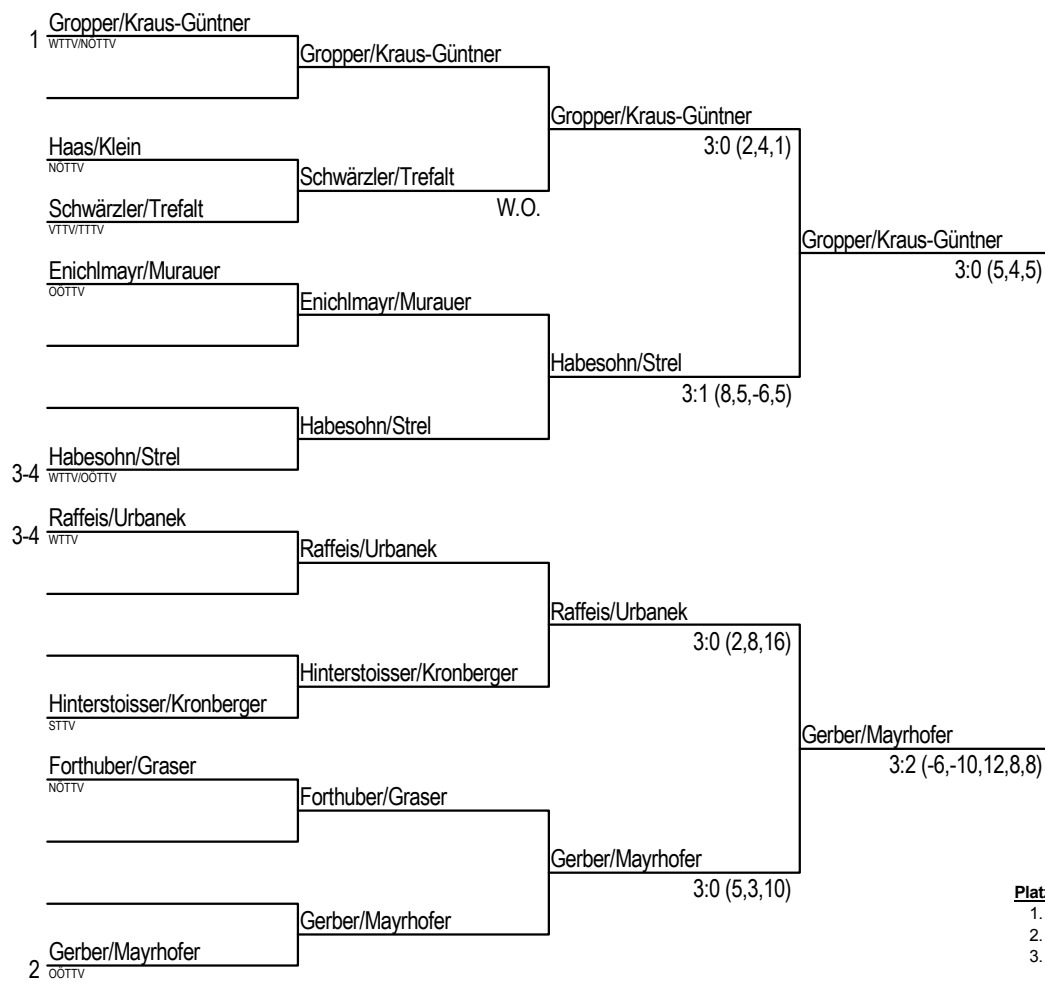 Gropper/Kraus-Güntner
1 WTTV/NÖTTV
Gropper/Kraus-Güntner
Gropper/Kraus-Güntner
3:0 (2,4,1)
Haas/Klein
NÖTTV
Schwärzler/Trefalt
W.O.
Schwärzler/Trefalt
VTTV/TTTV
Gropper/Kraus-Güntner
3:0 (5,4,5)
Enichlmayr/Murauer
OÖTTV
Enichlmayr/Murauer
Habesohn/Strel
3:1 (8,5,-6,5)
Habesohn/Strel
Habesohn/Strel
3-4 WTTV/OÖTTV
Raffeis/Urbanek
3-4 WTTV
Raffeis/Urbanek
Raffeis/Urbanek
3:0 (2,8,16)
Hinterstoisser/Kronberger
Hinterstoisser/Kronberger
STTV
Gerber/Mayrhofer
3:2 (-6,-10,12,8,8)
Forthuber/Graser
NÖTTV
Forthuber/Graser
Gerber/Mayrhofer
3:0 (5,3,10)
Gerber/Mayrhofer
Gerber/Mayrhofer
2 OÖTTV
Plat
1.
2.
3.